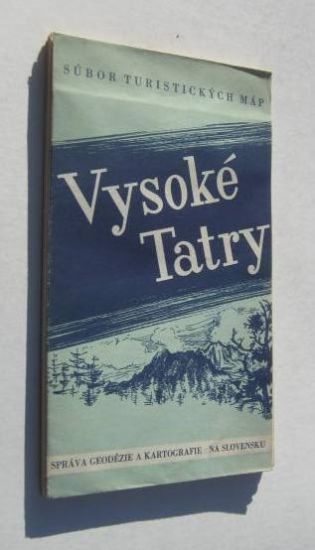 SÚBOR TURISTICKÝCH MÁP
Vysoké
Tatry
SPRÁVA GEODÉZIE A KARTOGRAFIE NA SLOVENSKU